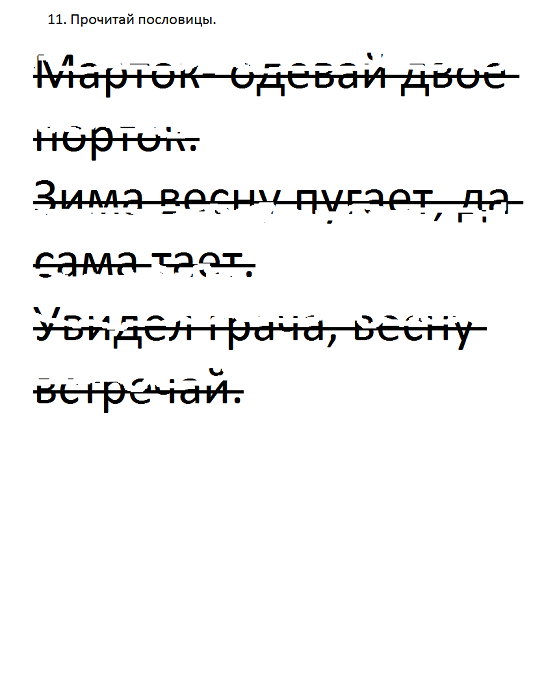 11. Прочитай пословицы.
Марток- одевай двое
порток.
Зима весну пугает, да
сама тает.
Увидел грача, весну
встречай.